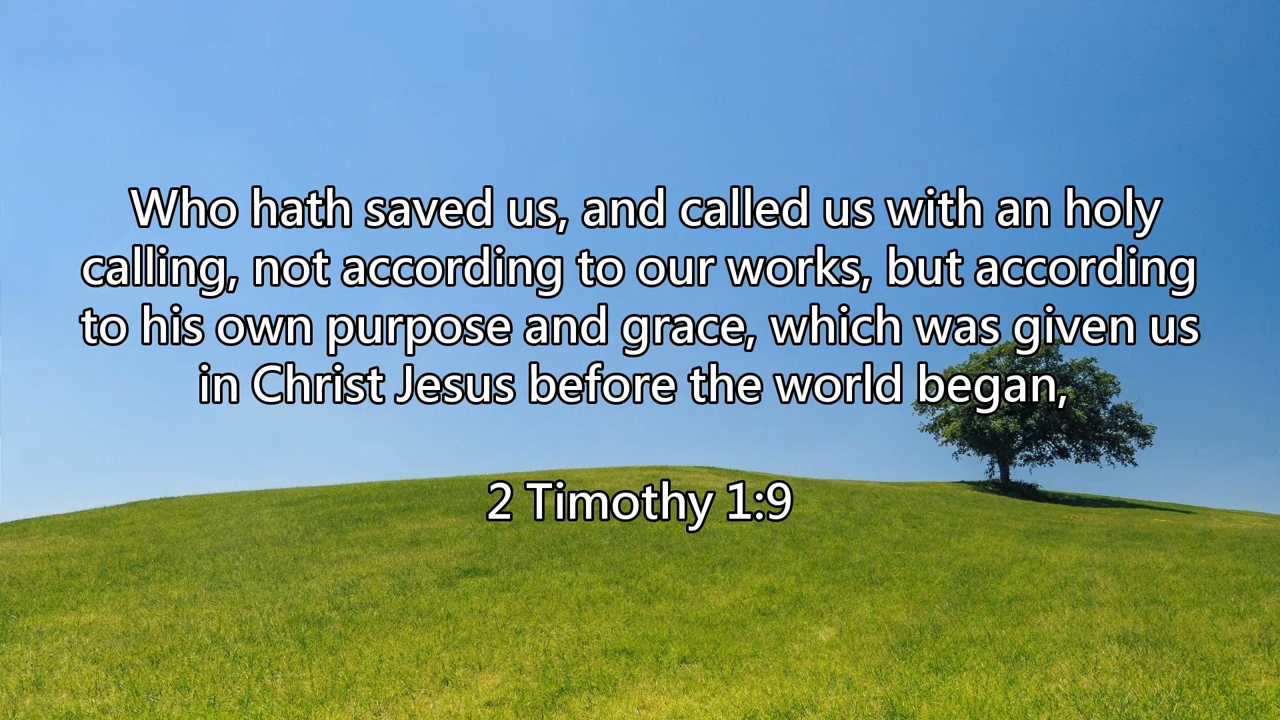 Who hath saved us, and called us with an holy
calling, not according to our works, but according
to his own purpose and grace, which was given us
in Christ Jesus before the world began,
2 Timothy 1:9